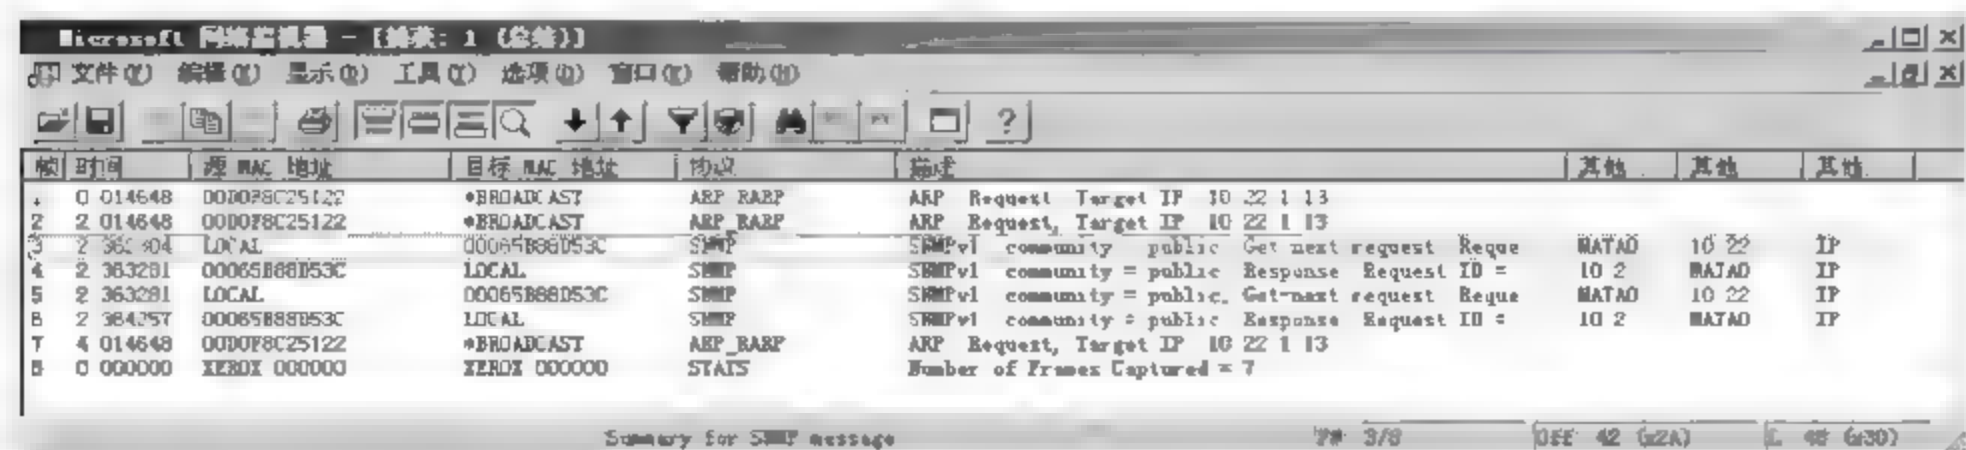 Microsoft 网络监视器 - [捕获: 1 (总结)]
文件(F) 编辑(E) 显示(D) 工具(T) 选项(O) 窗口(W) 帮助(H)
帧 时间 源 MAC 地址 目标 MAC 地址 协议 描述 其他 其他 其他
0 014648 00D0F8C25122 *BROADCAST ARP_RARP ARP Request Target IP 10 22 1 13
2 2 014648 00D0F8C25122 *BROADCAST ARP_RARP ARP Request, Target IP 10 22 1 13
3 2 LOCAL 00065B88D53C SNMP SNMPv1 community public Get next request Reque MATAO 10 22 IP
4 2 363281 00065B88D53C LOCAL SNMP SNMPv1 community = public Response Request ID = 10 2 MATAO IP
5 2 363281 LOCAL 00065B88D53C SNMP SNMPv1 community = public, Get-next request Reque MATAO 10 22 IP
6 2 00065B88D53C LOCAL SNMP SNMPv1 community = public Response Request ID = 10 2 MATAO IP
7 4 014648 00D0F8C25122 *BROADCAST ARP_RARP ARP Request, Target IP 10 22 1 13
8 0 000000 XEROX 000000 XEROX 000000 STATS Number of Frames Captured = 7
Summary for SNMP message F# 3/8 Off 42 (x2A) L 48 (x30)